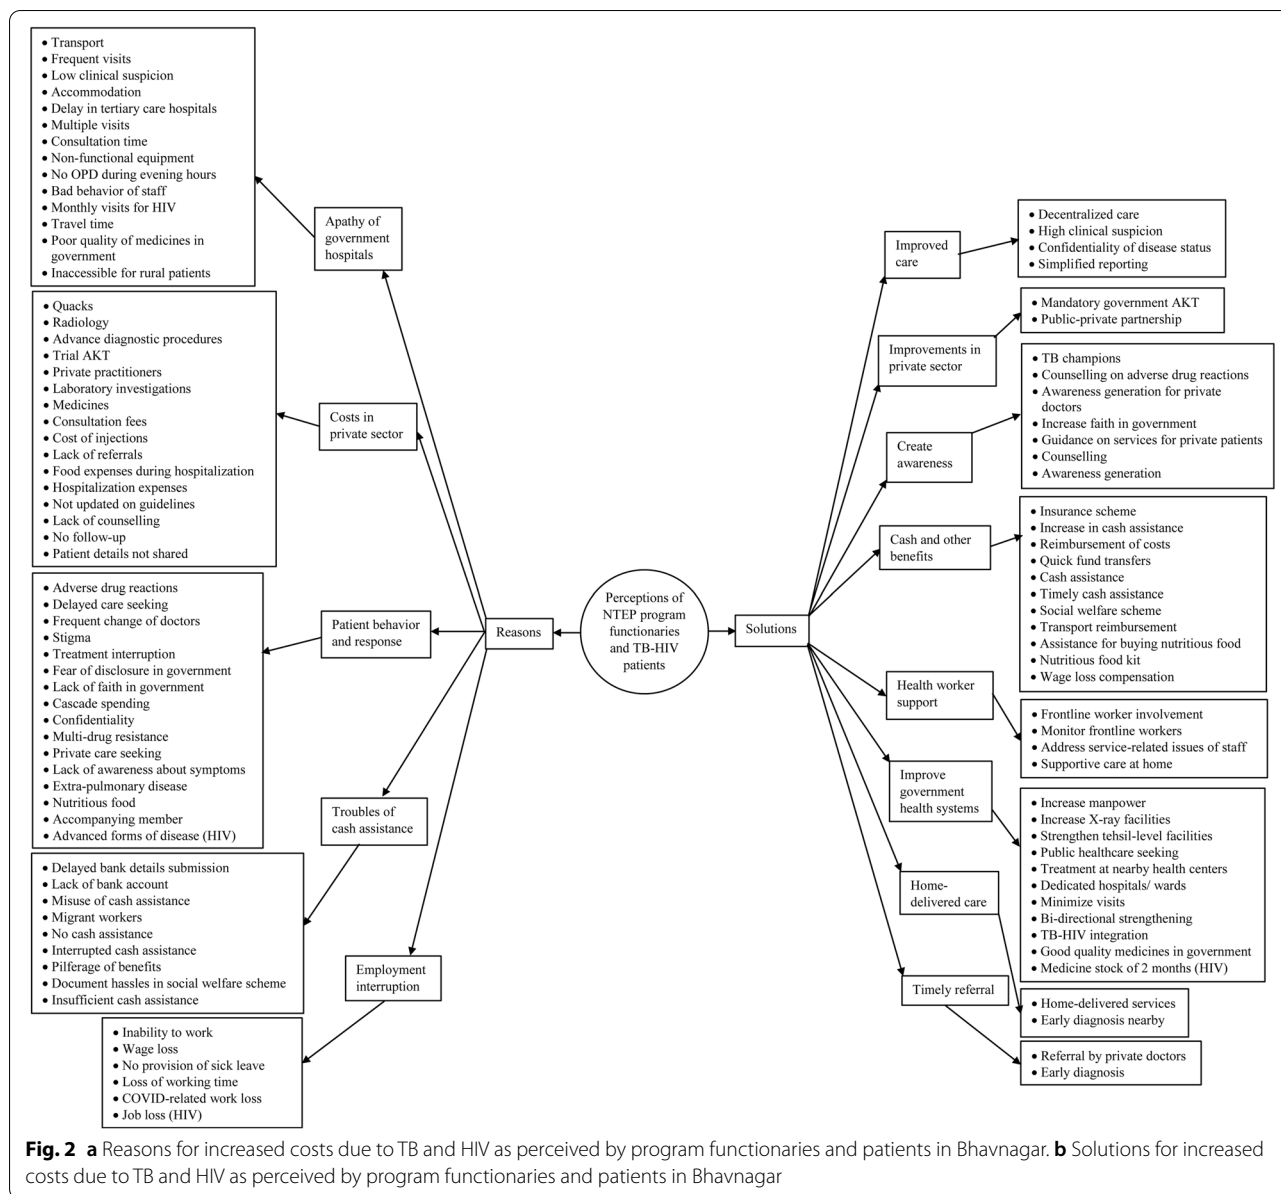 • Transport
• Frequent visits
• Low clinical suspicion
• Accommodation
• Delay in tertiary care hospitals
• Multiple visits
• Consultation time
• Non-functional equipment
• No OPD during evening hours
• Bad behavior of staff
• Monthly visits for HIV
• Travel time
• Poor quality of medicines in
government
• Inaccessible for rural patients
Apathy of
government
hospitals
• Quacks
• Radiology
• Advance diagnostic procedures
• Trial AKT
• Private practitioners
• Laboratory investigations
• Medicines
• Consultation fees
• Cost of injections
• Lack of referrals
• Food expenses during hospitalization
• Hospitalization expenses
• Not updated on guidelines
• Lack of counselling
• No follow-up
• Patient details not shared
Costs in
private sector
• Adverse drug reactions
• Delayed care seeking
• Frequent change of doctors
• Stigma
• Treatment interruption
• Fear of disclosure in government
• Lack of faith in government
• Cascade spending
• Confidentiality
• Multi-drug resistance
• Private care seeking
• Lack of awareness about symptoms
• Extra-pulmonary disease
• Nutritious food
• Accompanying member
• Advanced forms of disease (HIV)
Patient behavior
and response
• Delayed bank details submission
• Lack of bank account
• Misuse of cash assistance
• Migrant workers
• No cash assistance
• Interrupted cash assistance
• Pilferage of benefits
• Document hassles in social welfare scheme
• Insufficient cash assistance
Troubles of
cash assistance
• Inability to work
• Wage loss
• No provision of sick leave
• Loss of working time
• COVID-related work loss
• Job loss (HIV)
Employment
interruption
Reasons
Perceptions of
NTEP program
functionaries
and TB-HIV
patients
Solutions
Improved
care
• Decentralized care
• High clinical suspicion
• Confidentiality of disease status
• Simplified reporting
Improvements in
private sector
• Mandatory government AKT
• Public-private partnership
Create
awareness
• TB champions
• Counselling on adverse drug reactions
• Awareness generation for private
doctors
• Increase faith in government
• Guidance on services for private patients
• Counselling
• Awareness generation
Cash and other
benefits
• Insurance scheme
• Increase in cash assistance
• Reimbursement of costs
• Quick fund transfers
• Cash assistance
• Timely cash assistance
• Social welfare scheme
• Transport reimbursement
• Assistance for buying nutritious food
• Nutritious food kit
• Wage loss compensation
Health worker
support
• Frontline worker involvement
• Monitor frontline workers
• Address service-related issues of staff
• Supportive care at home
Improve
government
health systems
• Increase manpower
• Increase X-ray facilities
• Strengthen tehsil-level facilities
• Public healthcare seeking
• Treatment at nearby health centers
• Dedicated hospitals/ wards
• Minimize visits
• Bi-directional strengthening
• TB-HIV integration
• Good quality medicines in government
• Medicine stock of 2 months (HIV)
Home-
delivered care
• Home-delivered services
• Early diagnosis nearby
Timely referral
• Referral by private doctors
• Early diagnosis
Fig. 2 a Reasons for increased costs due to TB and HIV as perceived by program functionaries and patients in Bhavnagar. b Solutions for increased
costs due to TB and HIV as perceived by program functionaries and patients in Bhavnagar